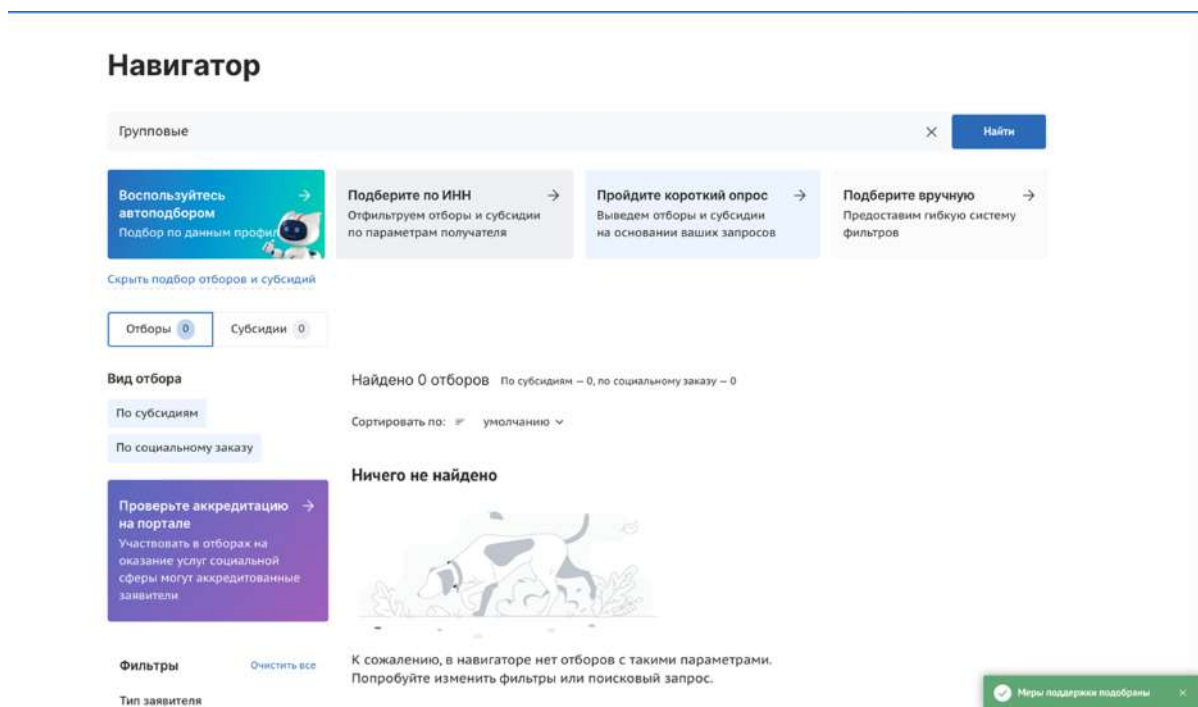 Навигатор
Групповые
Найти
Воспользуйтесь
автоподбором
Подбор по данным профи
Подберите по ИНН
Отфильтруем отборы и субсидии
по параметрам получателя
Пройдите короткий опрос
Выведем отборы и субсидии
на основании ваших запросов
Подберите вручную
Предоставим гибкую систему
фильтров
Скрыть подбор отборов и субсидий
Отборы 0 Субсидии 0
Вид отбора
По субсидиям
По социальному заказу
Найдено 0 отборов По субсидиям – 0, по социальному заказу – 0
Сортировать по: умолчанию
Ничего не найдено
Проверьте аккредитацию
на портале
Участвовать в отборах на
оказание услуг социальной
сферы могут аккредитованные
заявители
К сожалению, в навигаторе нет отборов с такими параметрами.
Попробуйте изменить фильтры или поисковый запрос.
Фильтры Очистить все
Тип заявителя
Меры поддержки подобраны